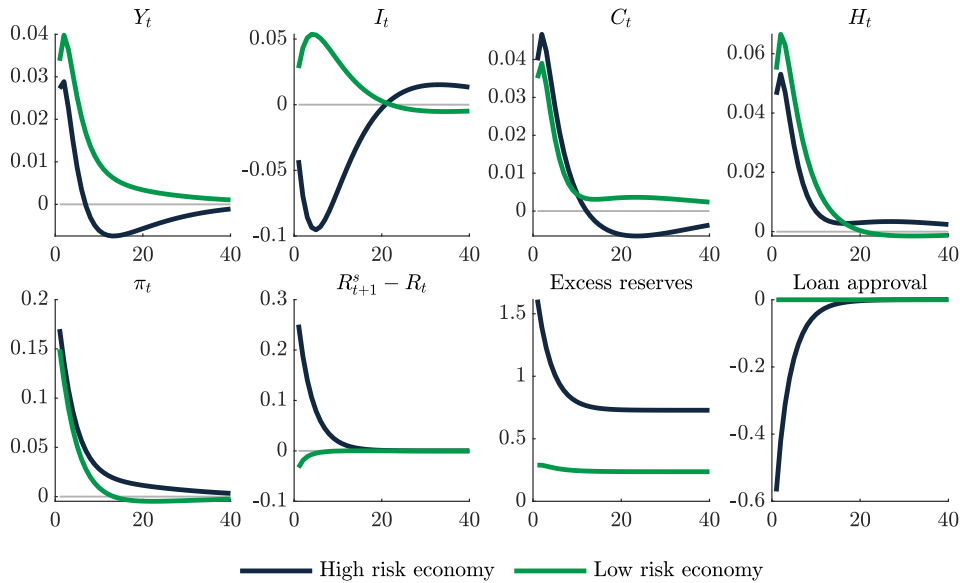 Y_t I_t C_t H_t
0.04 0.03 0.02 0.01 0
0 20 40
0.05 0 -0.05 -0.1
0 20 40
0.04 0.03 0.02 0.01 0
0 20 40
0.06 0.04 0.02 0
0 20 40
π_t R^s_{t+1} − R_t Excess reserves Loan approval
0.2 0.15 0.1 0.05 0
0 20 40
0.3 0.2 0.1 0 -0.1
0 20 40
1.5 1 0.5 0
0 20 40
0 -0.2 -0.4 -0.6
0 20 40
High risk economy Low risk economy